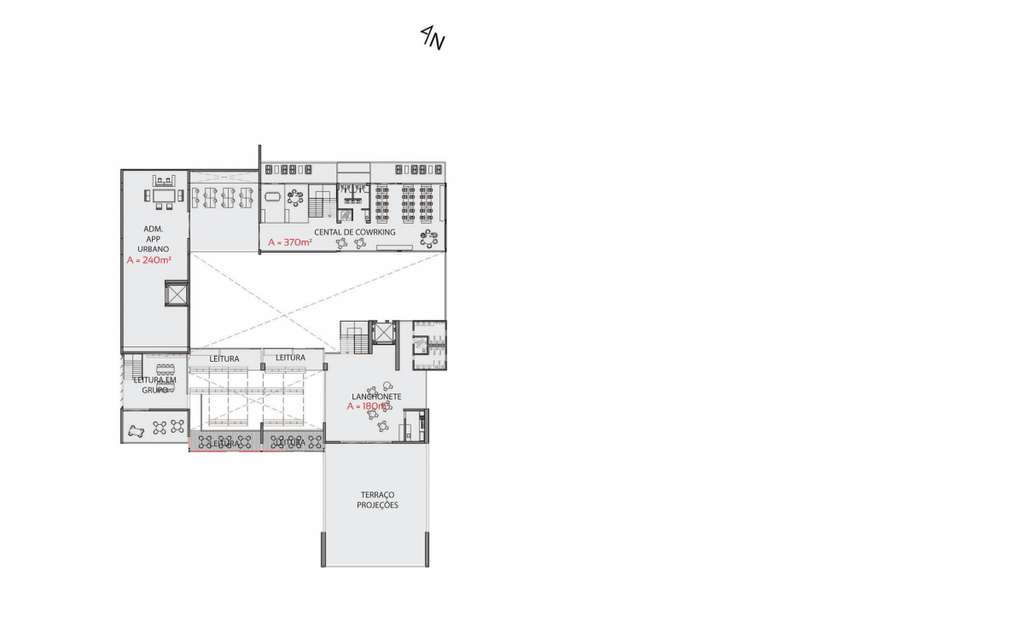 N
ADM.
APP
URBANO
A = 240m²
CENTAL DE COWRKING
A = 370m²
LEITURA
LEITURA
LEITURA EM
GRUPO
LANCHONETE
A = 180m²
LEITURA
LEITURA
TERRAÇO
PROJEÇÕES